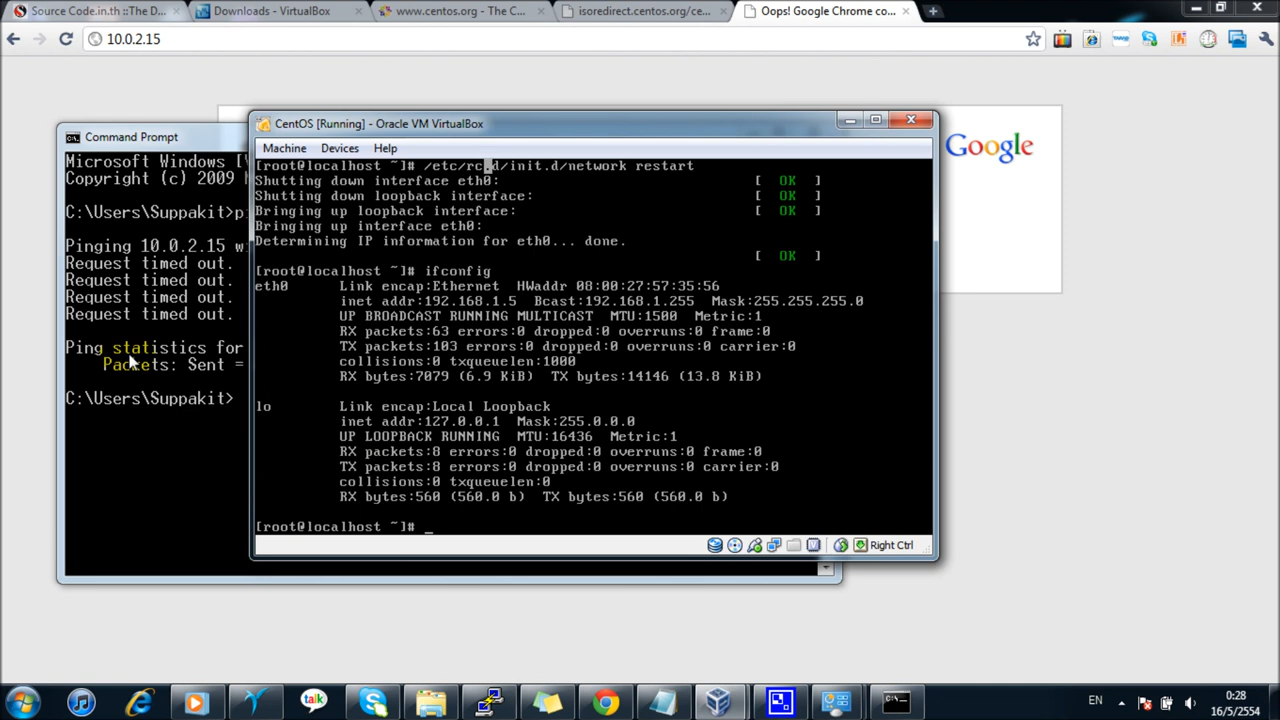 Source Code.in.th ::The D...
Downloads - VirtualBox
www.centos.org - The C...
isoredirect.centos.org/ce...
Oops! Google Chrome co...
10.0.2.15
Google
Command Prompt
Microsoft Windows [V
Copyright (c) 2009
C:\Users\Suppakit>p
Pinging 10.0.2.15 w
Request timed out.
Request timed out.
Request timed out.
Request timed out.
Ping statistics for
Packets: Sent =
C:\Users\Suppakit>
CentOS [Running] - Oracle VM VirtualBox
Machine Devices Help
[root@localhost ~]# /etc/rc.d/init.d/network restart
Shutting down interface eth0: [ OK ]
Shutting down loopback interface: [ OK ]
Bringing up loopback interface: [ OK ]
Bringing up interface eth0:
Determining IP information for eth0... done.
[ OK ]
[root@localhost ~]# ifconfig
eth0 Link encap:Ethernet HWaddr 08:00:27:57:35:56
inet addr:192.168.1.5 Bcast:192.168.1.255 Mask:255.255.255.0
UP BROADCAST RUNNING MULTICAST MTU:1500 Metric:1
RX packets:63 errors:0 dropped:0 overruns:0 frame:0
TX packets:103 errors:0 dropped:0 overruns:0 carrier:0
collisions:0 txqueuelen:1000
RX bytes:7079 (6.9 KiB) TX bytes:14146 (13.8 KiB)
lo Link encap:Local Loopback
inet addr:127.0.0.1 Mask:255.0.0.0
UP LOOPBACK RUNNING MTU:16436 Metric:1
RX packets:8 errors:0 dropped:0 overruns:0 frame:0
TX packets:8 errors:0 dropped:0 overruns:0 carrier:0
collisions:0 txqueuelen:0
RX bytes:560 (560.0 b) TX bytes:560 (560.0 b)
[root@localhost ~]# _
Right Ctrl
talk
EN
0:28
16/5/2554